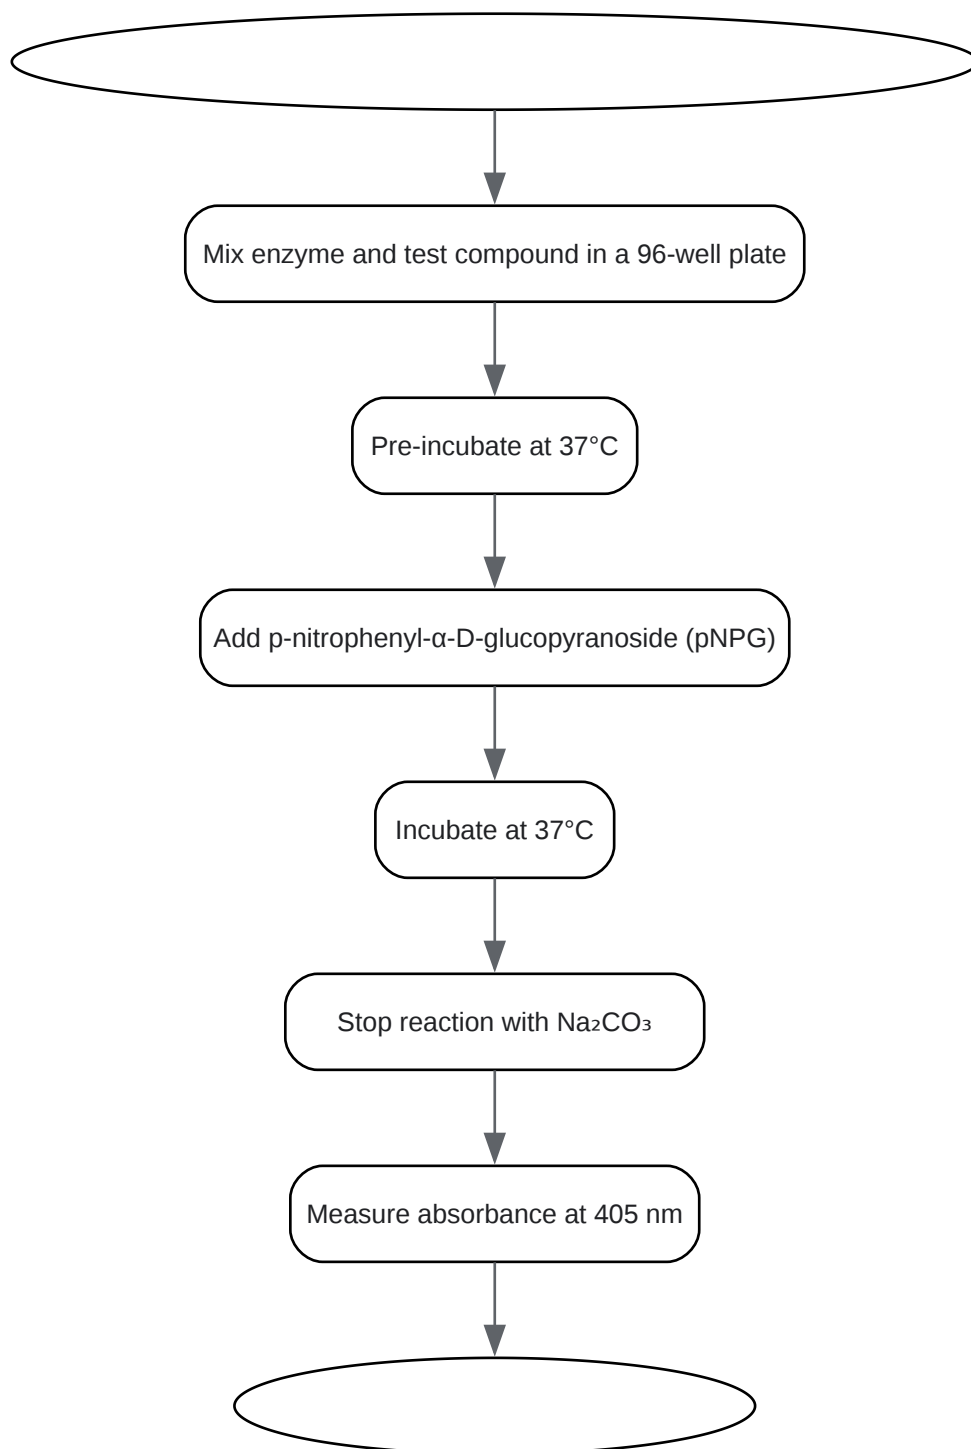 Mix enzyme and test compound in a 96-well plate
Pre-incubate at 37°C
Add p-nitrophenyl-α-D-glucopyranoside (pNPG)
Incubate at 37°C
Stop reaction with Na₂CO₃
Measure absorbance at 405 nm